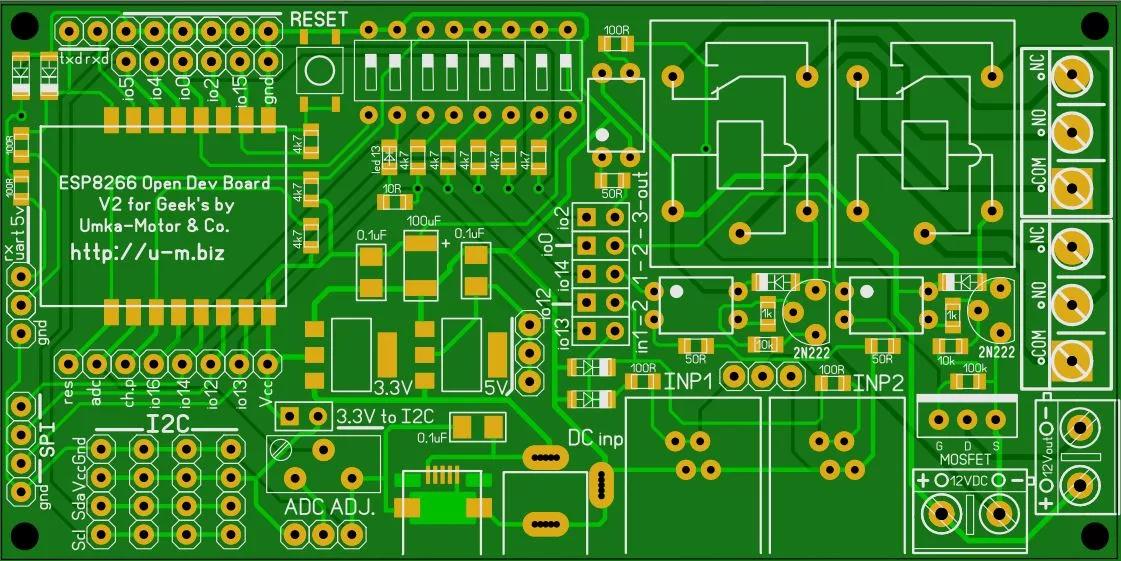 RESET
txd rxd
io5
io4
io0
io2
io15
gnd
100R
NC
NO
COM
4k7
led 13
4k7
4k7
4k7
4k7
4k7
100R
100R
ESP8266 Open Dev Board
V2 for Geek's by
Umka-Motor & Co.
http://u-m.biz
4k7
4k7
10R
50R
rx
uart 5v
gnd
0.1uF
100uF
+
0.1uF
io2
io0
io14
io12
io13
in1-2 1-2-3-out
NC
NO
COM
3.3V
5V
1k
10k
2N222
50R
1k
10k
2N222
50R
res
adc
ch.p
io16
io14
io12
io13
Vcc
100R
INP1
100R
INP2
100k
SPI
gnd
3.3V to I2C
I2C
Gnd
Vcc
Sda
Scl
0.1uF
DC inp
ADC ADJ.
G D S
MOSFET
+ 12VDC -
- 12Vout +